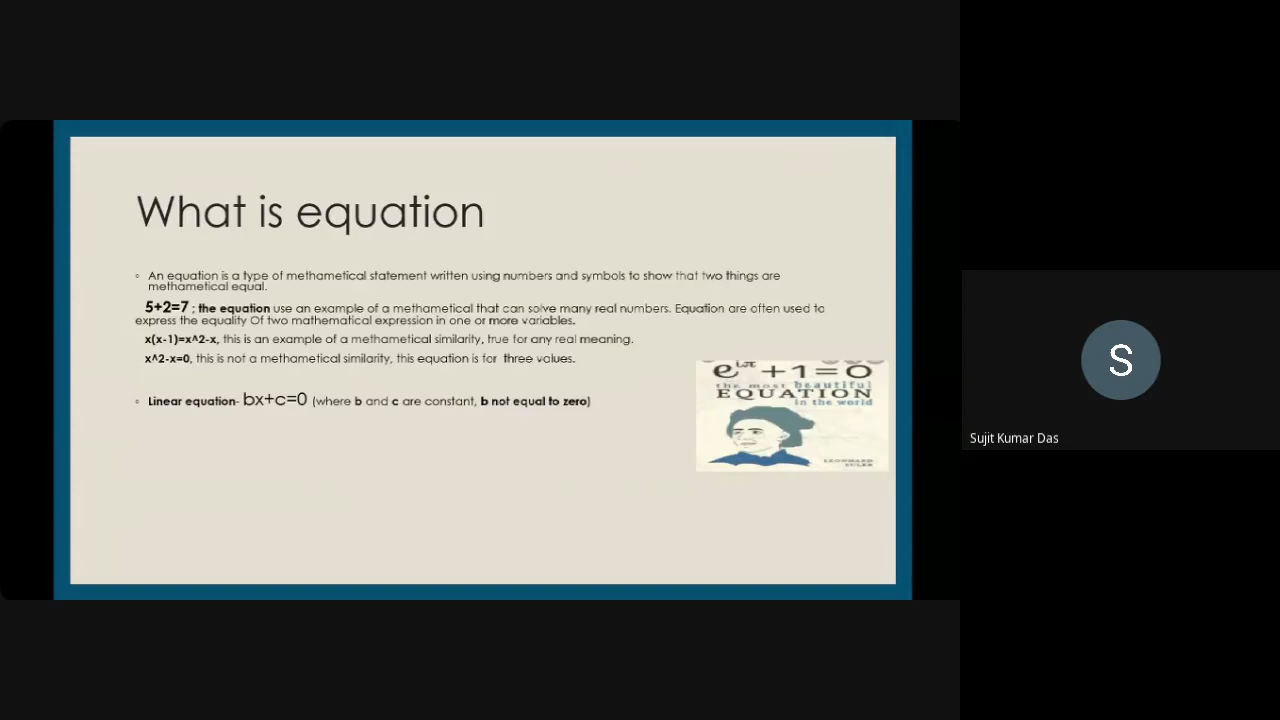 What is equation
◦ An equation is a type of methametical statement written using numbers and symbols to show that two things are
methametical equal.
5+2=7 ; the equation use an example of a methametical that can solve many real numbers. Equation are often used to
express the equality Of two mathematical expression in one or more variables.
x(x-1)=x^2-x, this is an example of a methametical similarity, true for any real meaning.
x^2-x=0, this is not a methametical similarity, this equation is for three values.
◦ Linear equation- bx+c=0 (where b and c are constant, b not equal to zero)
e^iπ +1=0
the most beautiful
EQUATION
in the world
LEONHARD
EULER
S
Sujit Kumar Das